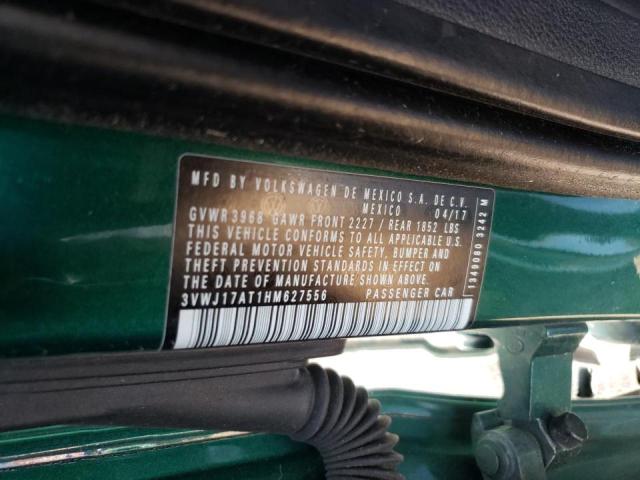 MFD BY VOLKSWAGEN DE MEXICO S.A. DE C.V.
MEXICO 04/17
GVWR 3968 GAWR FRONT 2227 / REAR 1852 LBS
THIS VEHICLE CONFORMS TO ALL APPLICABLE U.S.
FEDERAL MOTOR VEHICLE SAFETY, BUMPER AND
THEFT PREVENTION STANDARDS IN EFFECT ON
THE DATE OF MANUFACTURE SHOWN ABOVE.
3VWJ17AT1HM627556 PASSENGER CAR
1349080 3242 M